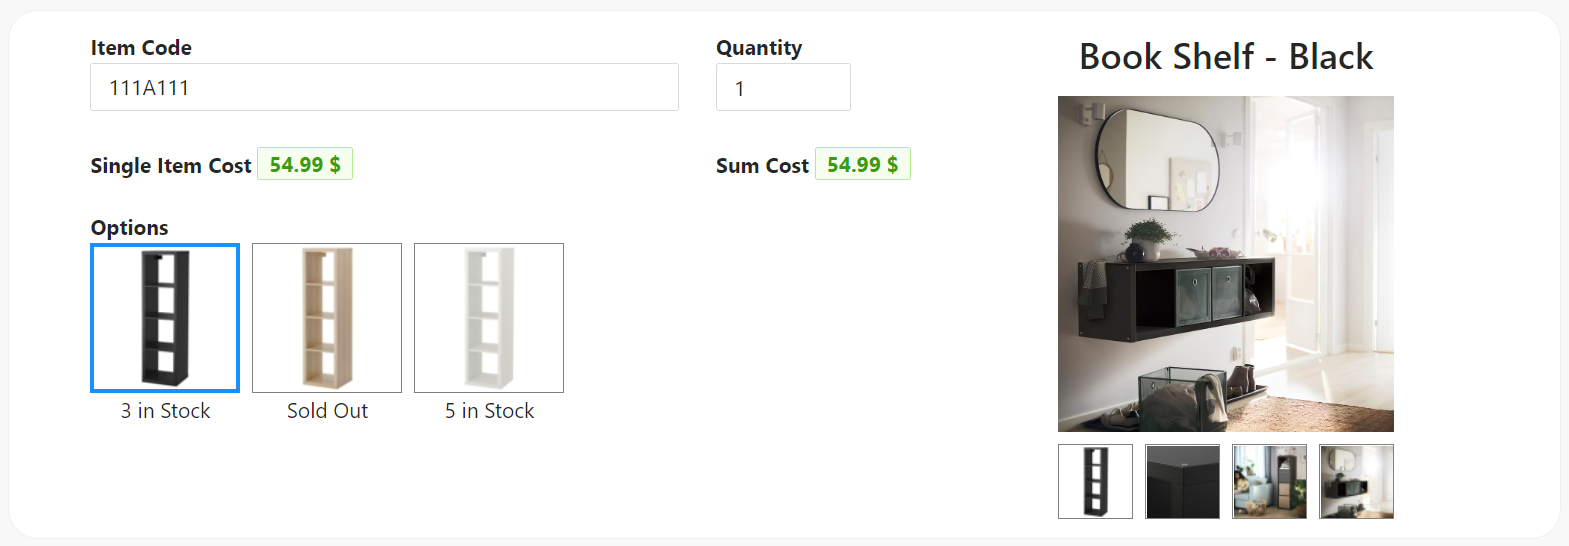 Item Code
111A111
Quantity
1
Single Item Cost 54.99 $
Sum Cost 54.99 $
Options
3 in Stock
Sold Out
5 in Stock
Book Shelf - Black